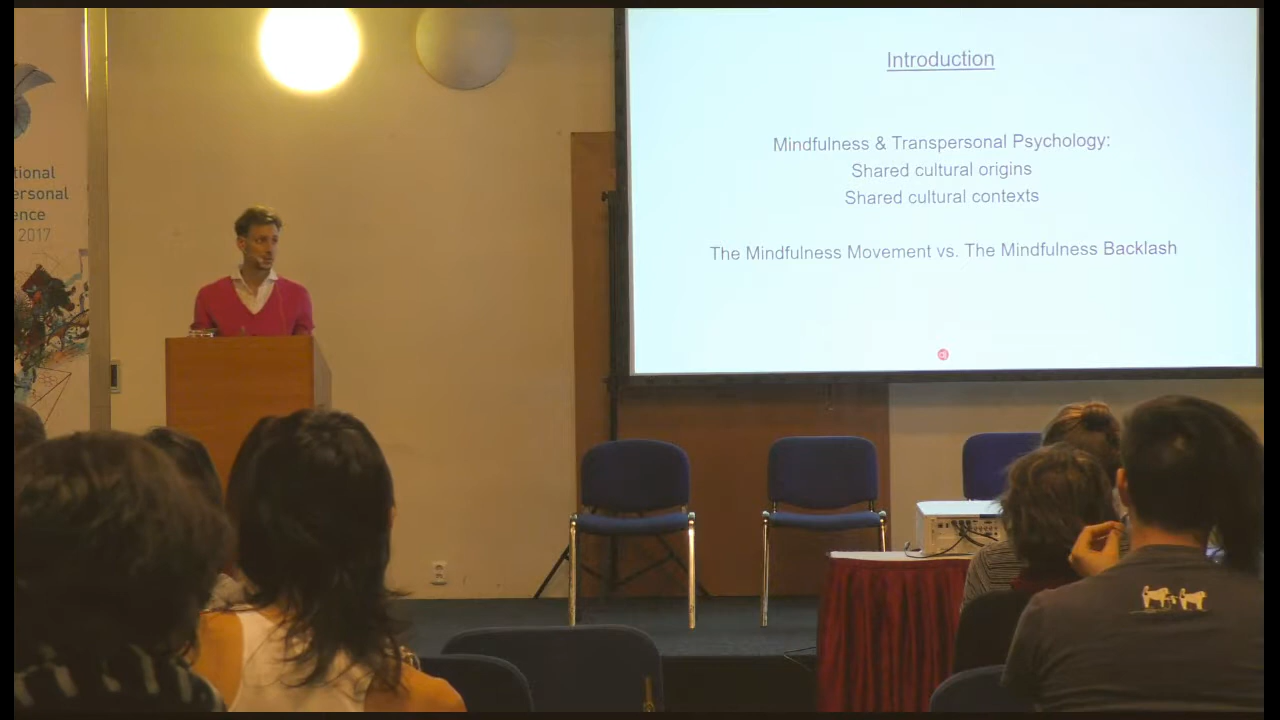 tional
ersonal
ence
2017
Introduction
Mindfulness & Transpersonal Psychology:
Shared cultural origins
Shared cultural contexts
The Mindfulness Movement vs. The Mindfulness Backlash